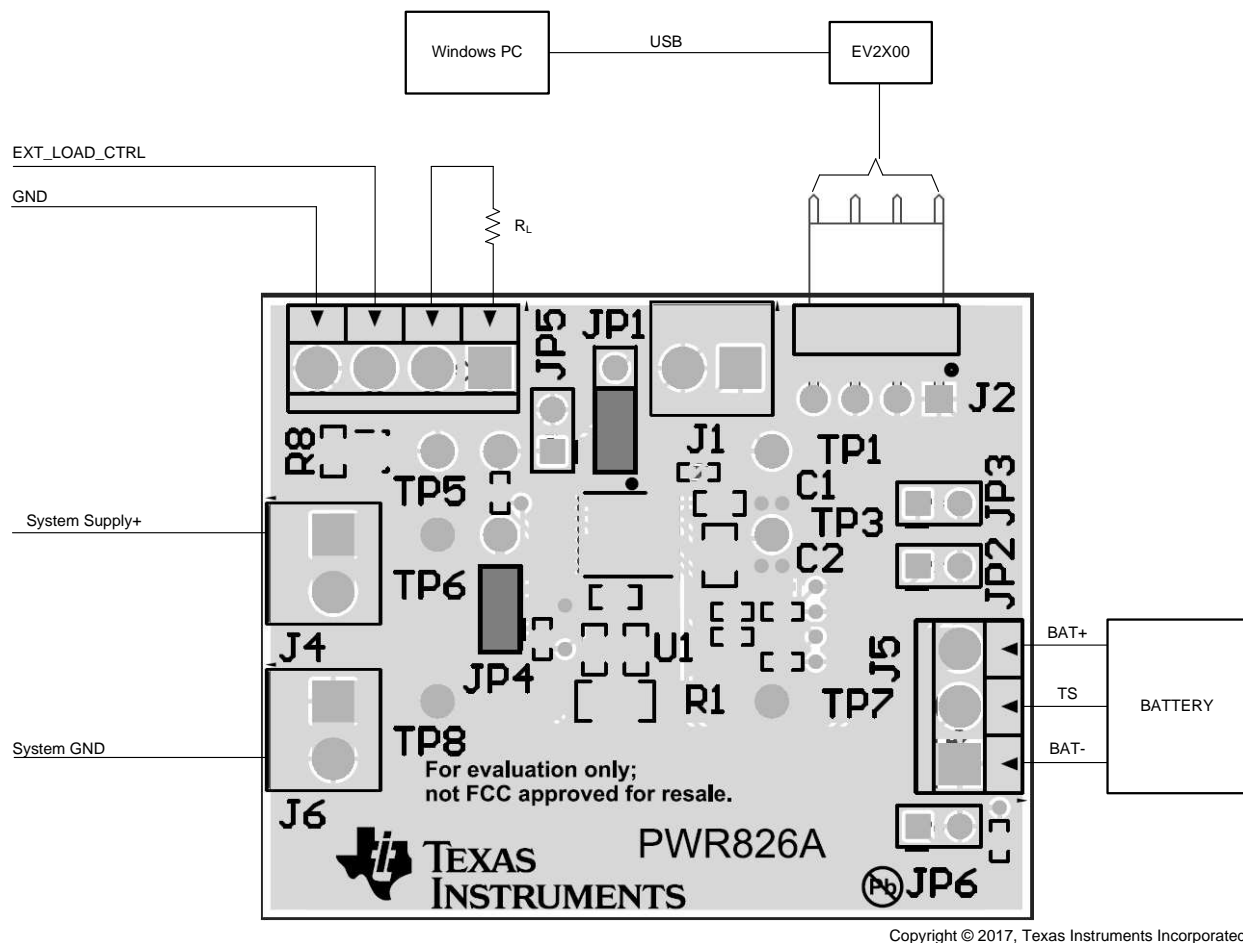 Windows PC
USB
EV2X00
EXT_LOAD_CTRL
GND
RL
JP5
JP1
J2
R8
J1
TP1
TP5
C1
JP3
System Supply+
TP3
C2
TP6
JP2
J4
JP4
U1
J5
BAT+
R1
TP7
TS
BATTERY
TP8
BAT-
System GND
For evaluation only;
not FCC approved for resale.
J6
PWR826A
TEXAS
INSTRUMENTS
Pb
JP6
Copyright © 2017, Texas Instruments Incorporated